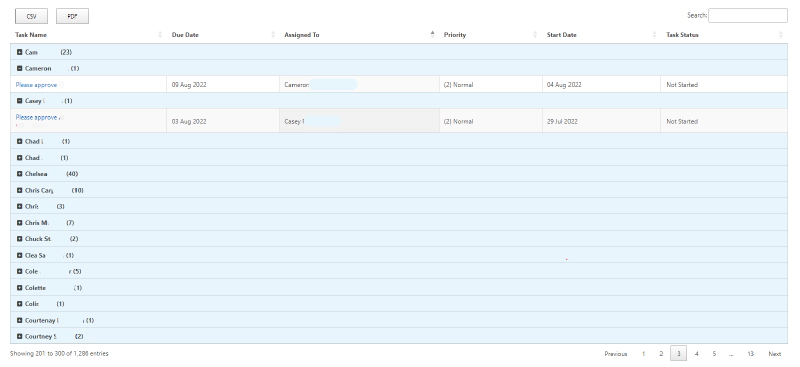 CSV PDF Search:
Task Name Due Date Assigned To Priority Start Date Task Status
Cam (23)
Cameron (1)
Please approve 09 Aug 2022 Cameron (2) Normal 04 Aug 2022 Not Started
Casey (1)
Please approve 03 Aug 2022 Casey (2) Normal 29 Jul 2022 Not Started
Chad (1)
Chad (1)
Chelsea (40)
Chris Car (10)
Chris (3)
Chris M. (7)
Chuck St. (2)
Clea Sa (1)
Cole r (5)
Colette (1)
Colin (1)
Courtenay (1)
Courtney S (2)
Showing 201 to 300 of 1,286 entries Previous 1 2 3 4 5 ... 13 Next